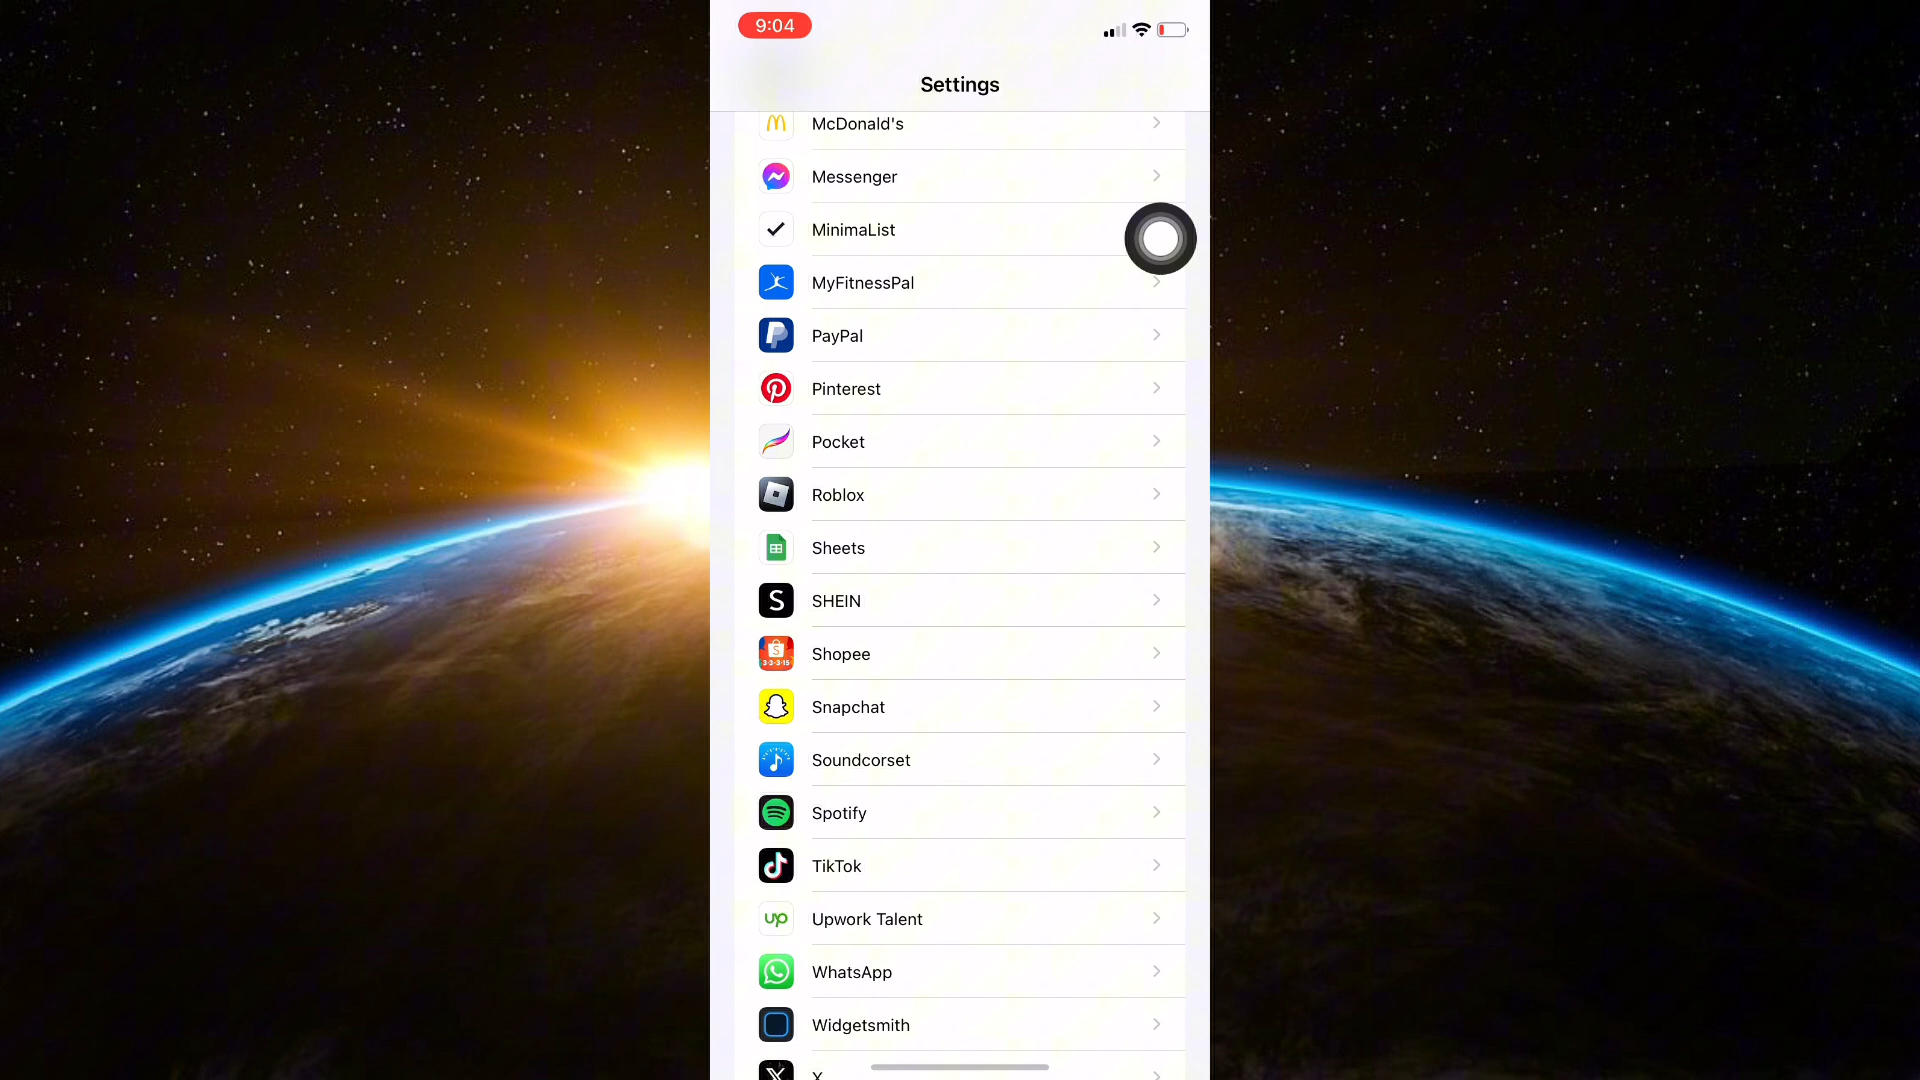 9:04
Settings
McDonald's
Messenger
MinimaList
MyFitnessPal
PayPal
Pinterest
Pocket
Roblox
Sheets
SHEIN
Shopee
Snapchat
Soundcorset
Spotify
TikTok
up
Upwork Talent
WhatsApp
Widgetsmith
X